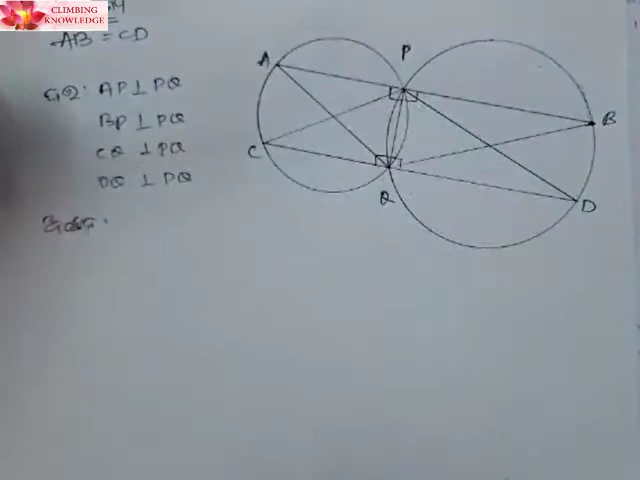 CLIMBING
KNOWLEDGE
AB = CD
AP ⊥ PQ
BP ⊥ PQ
CQ ⊥ PQ
DQ ⊥ PQ
A
P
B
C
Q
D